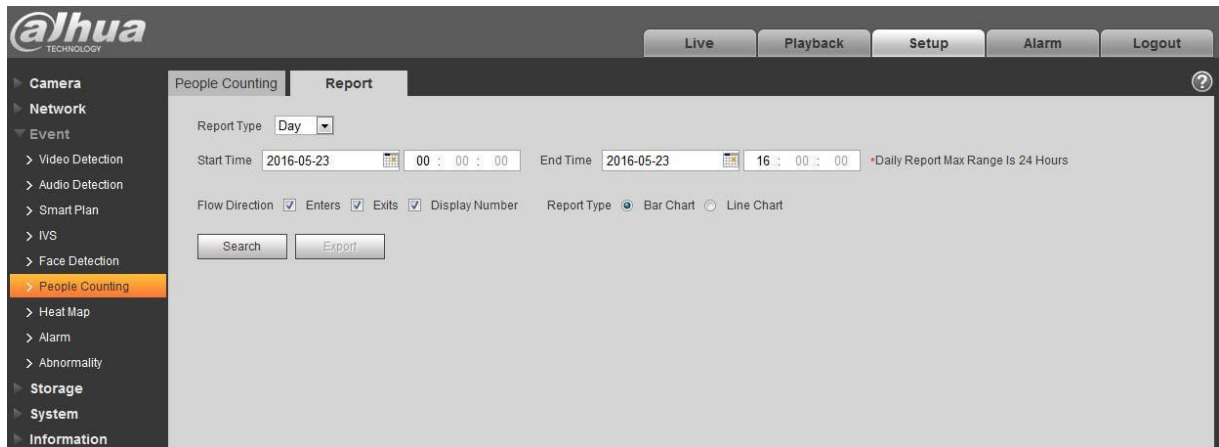 alhua
TECHNOLOGY
Live Playback Setup Alarm Logout
Camera
Network
Event
> Video Detection
> Audio Detection
> Smart Plan
> IVS
> Face Detection
> People Counting
> Heat Map
> Alarm
> Abnormality
Storage
System
Information
People Counting Report ?
Report Type Day
Start Time 2016-05-23 00 : 00 : 00 End Time 2016-05-23 16 : 00 : 00 *Daily Report Max Range Is 24 Hours
Flow Direction Enters Exits Display Number Report Type Bar Chart Line Chart
Search Export